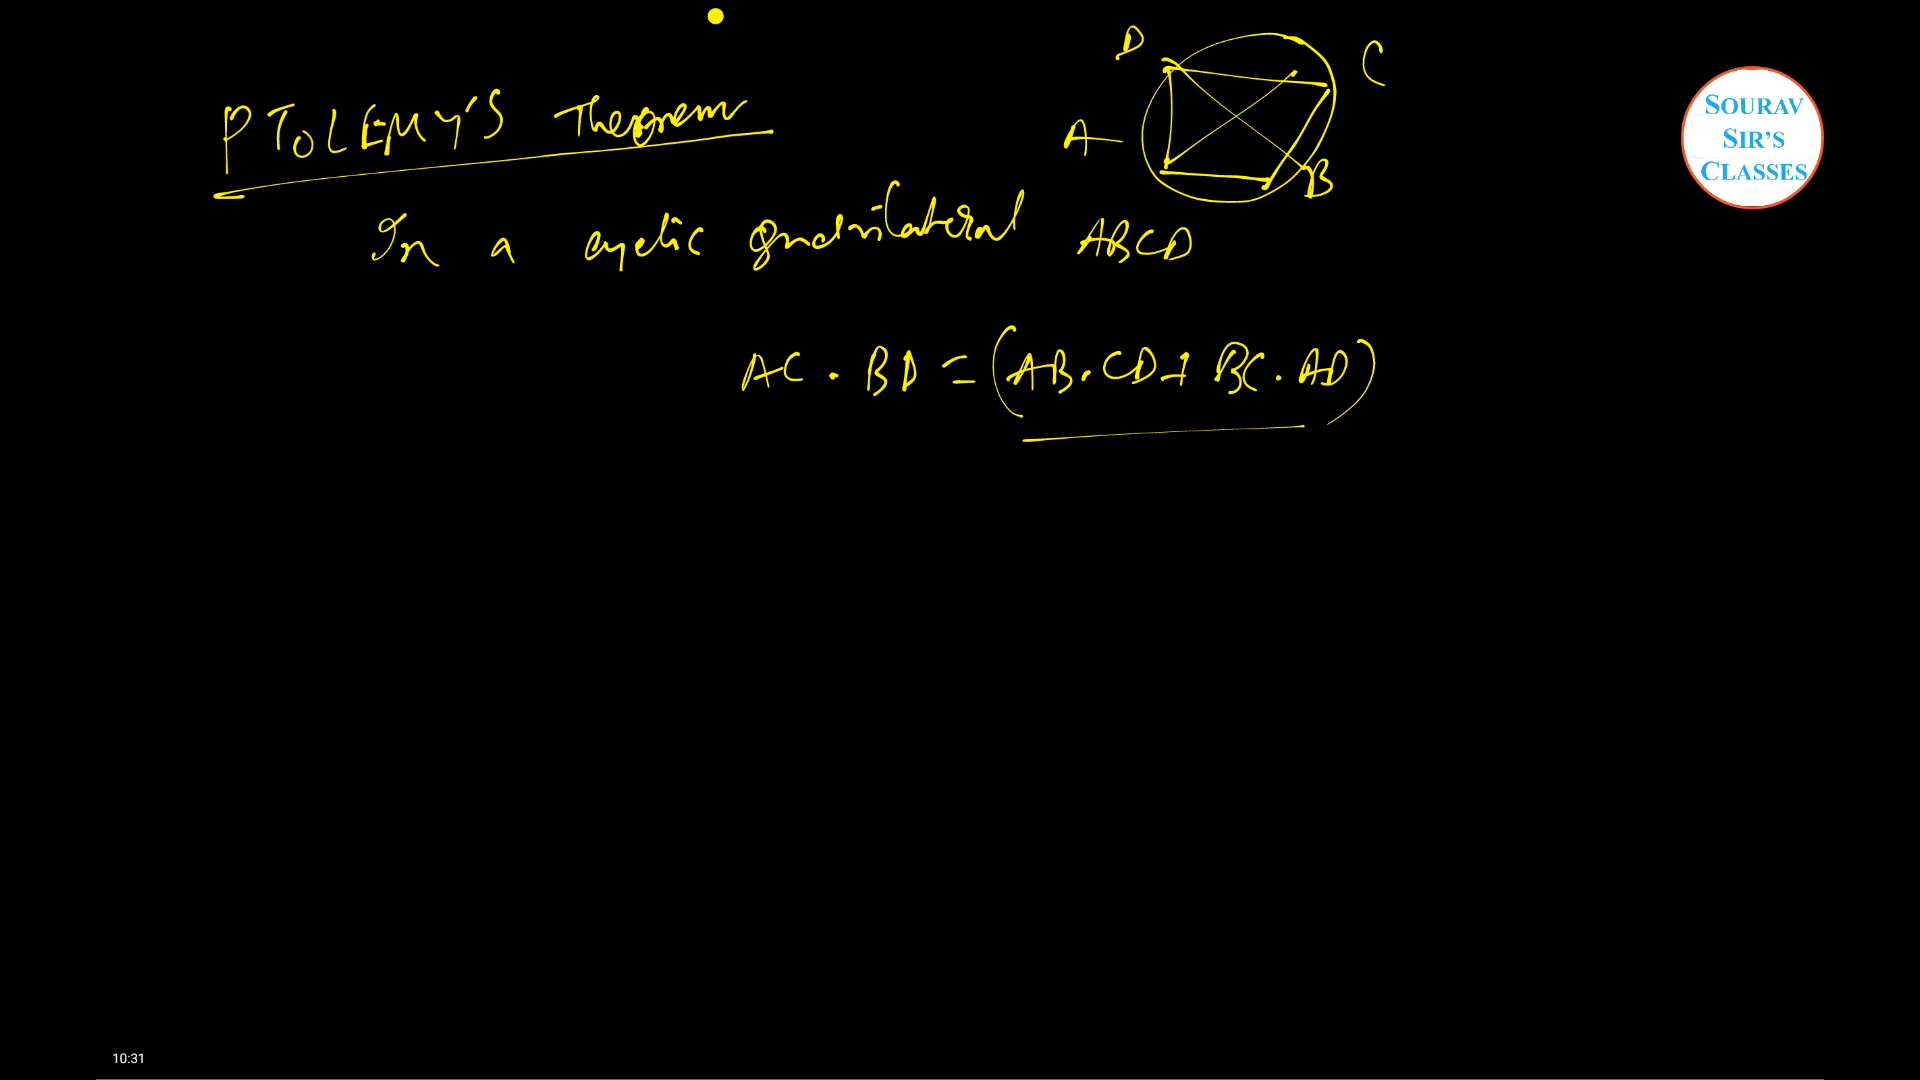 D
C
PTOLEMY'S Theorem
A
B
SOURAV
SIR'S
CLASSES
In a cyclic quadrilateral ABCD
AC . BD = (AB . CD + BC . AD)
10:31